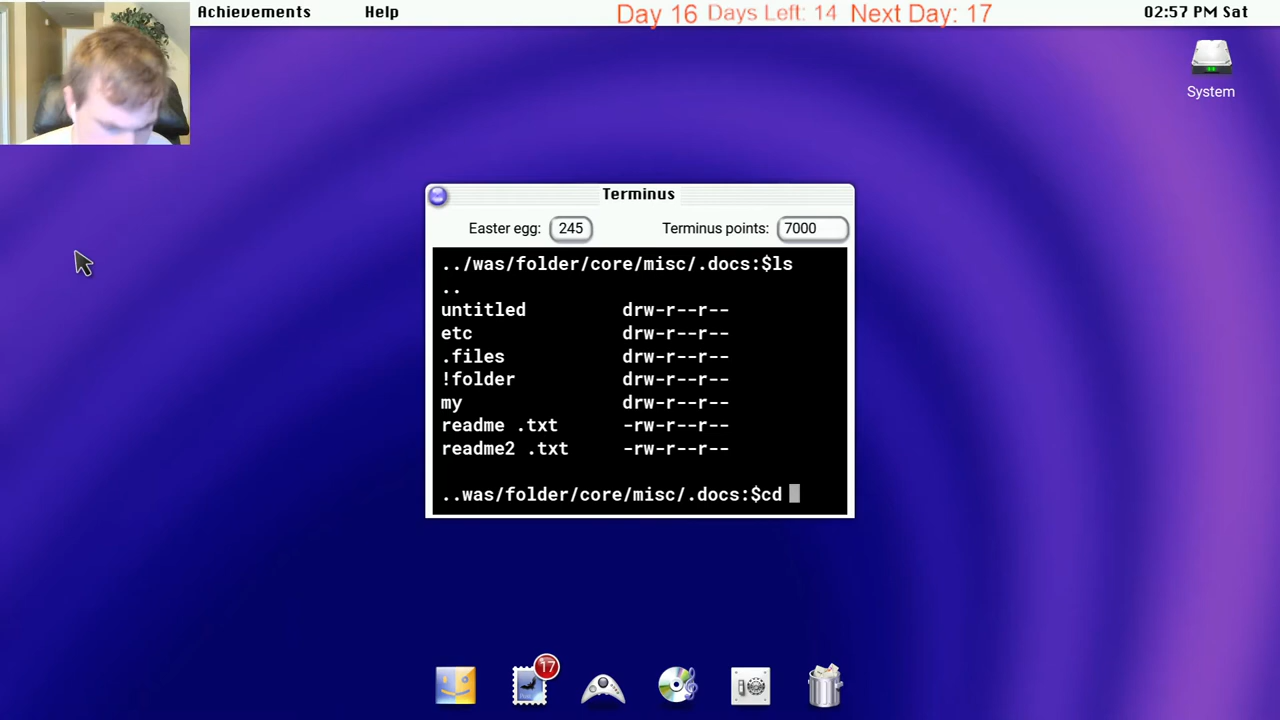 Achievements Help Day 16 Days Left: 14 Next Day: 17 02:57 PM Sat
System
Terminus
Easter egg: 245 Terminus points: 7000
../was/folder/core/misc/.docs:$ls
..
untitled drw-r--r--
etc drw-r--r--
.files drw-r--r--
!folder drw-r--r--
my drw-r--r--
readme .txt -rw-r--r--
readme2 .txt -rw-r--r--
..was/folder/core/misc/.docs:$cd
17